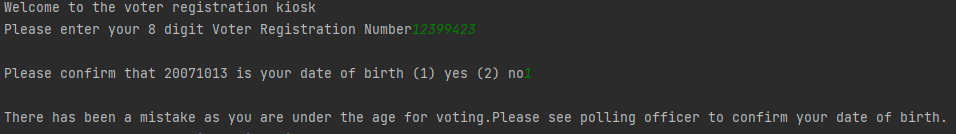 Welcome to the voter registration kiosk
Please enter your 8 digit Voter Registration Number12399423
Please confirm that 20071013 is your date of birth (1) yes (2) no1
There has been a mistake as you are under the age for voting.Please see polling officer to confirm your date of birth.